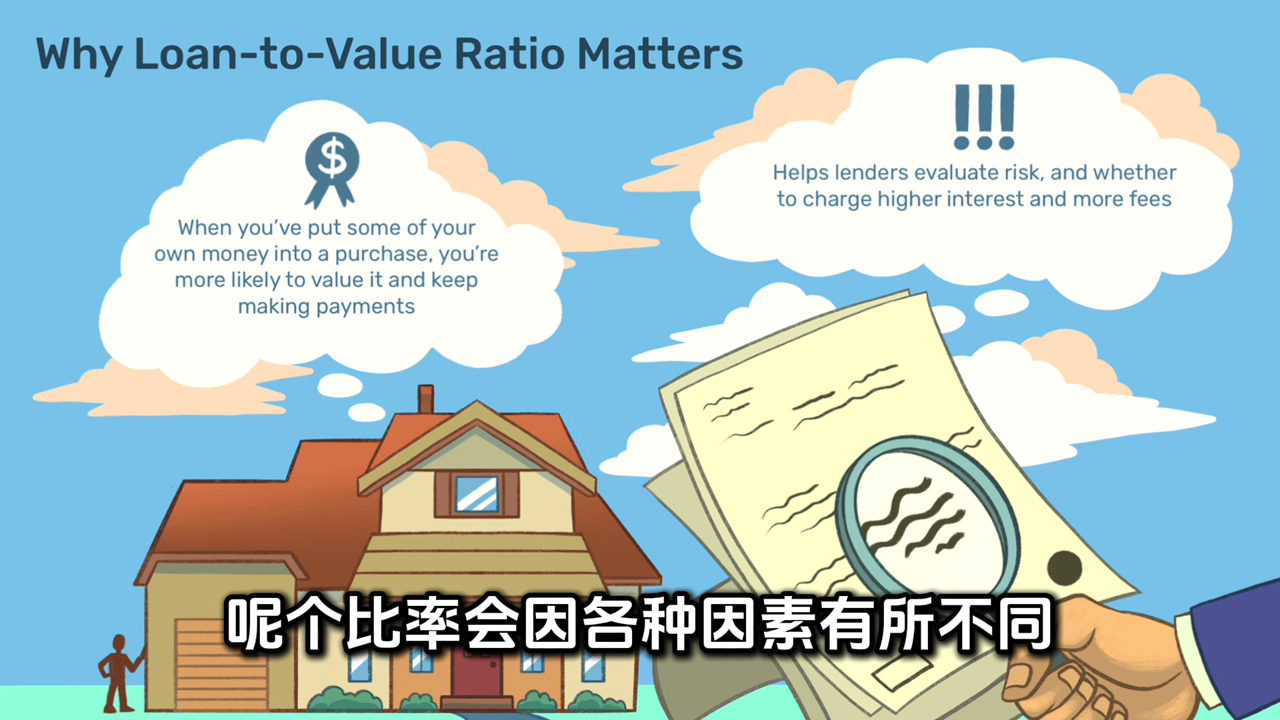 Why Loan-to-Value Ratio Matters
When you've put some of your
own money into a purchase, you're
more likely to value it and keep
making payments
!!!
Helps lenders evaluate risk, and whether
to charge higher interest and more fees
呢个比率会因各种因素有所不同